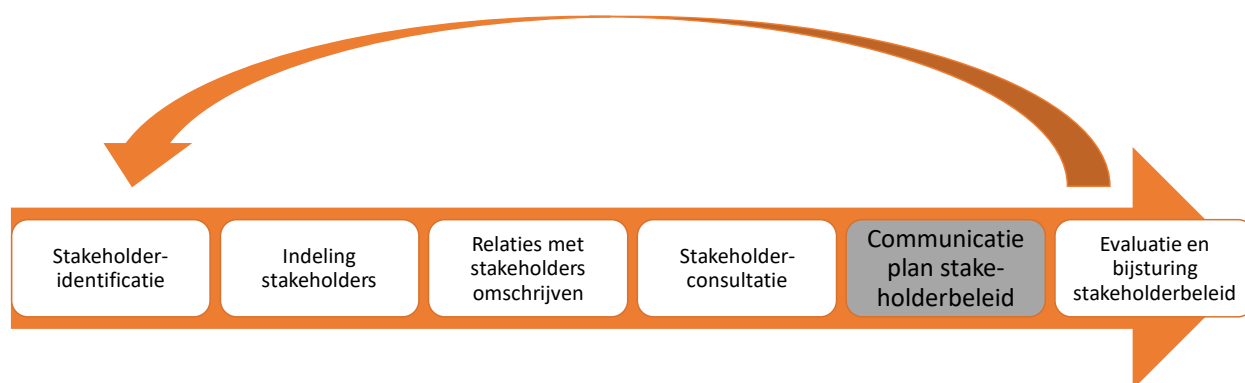 Stakeholder-
identificatie
Indeling
stakeholders
Relaties met
stakeholders
omschrijven
Stakeholder-
consultatie
Communicatie
plan stake-
holderbeleid
Evaluatie en
bijsturing
stakeholderbeleid